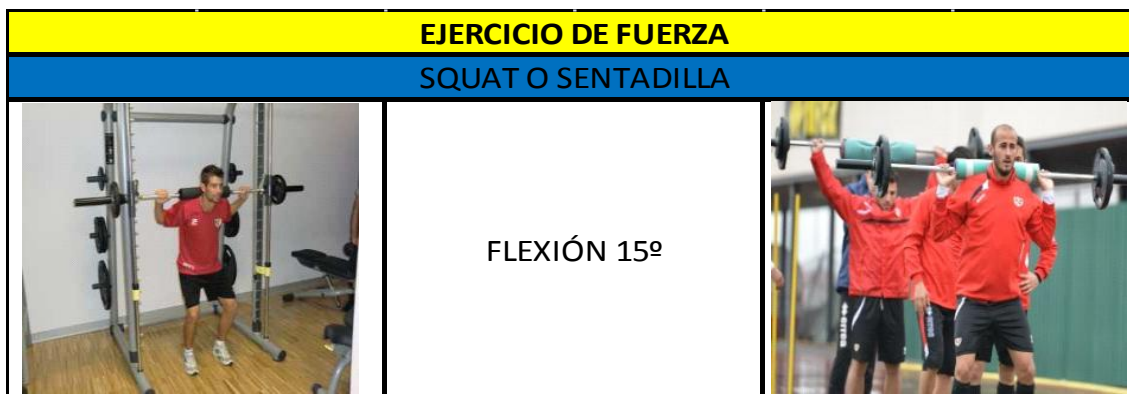 EJERCICIO DE FUERZA
SQUAT O SENTADILLA
FLEXIÓN 15º